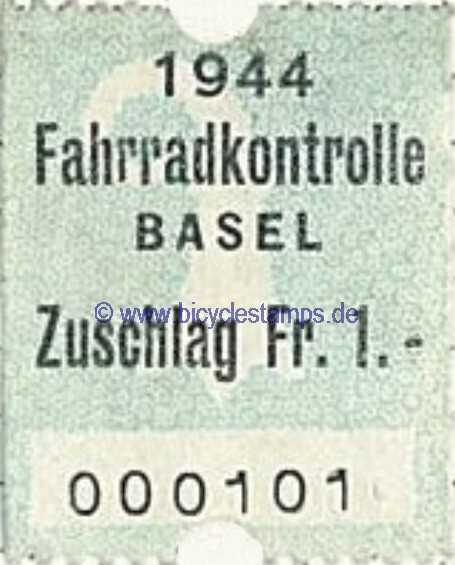 1944
Fahrradkontrolle
BASEL
© www.bicyclestamps.de
Zuschlag Fr. 1.-
000101